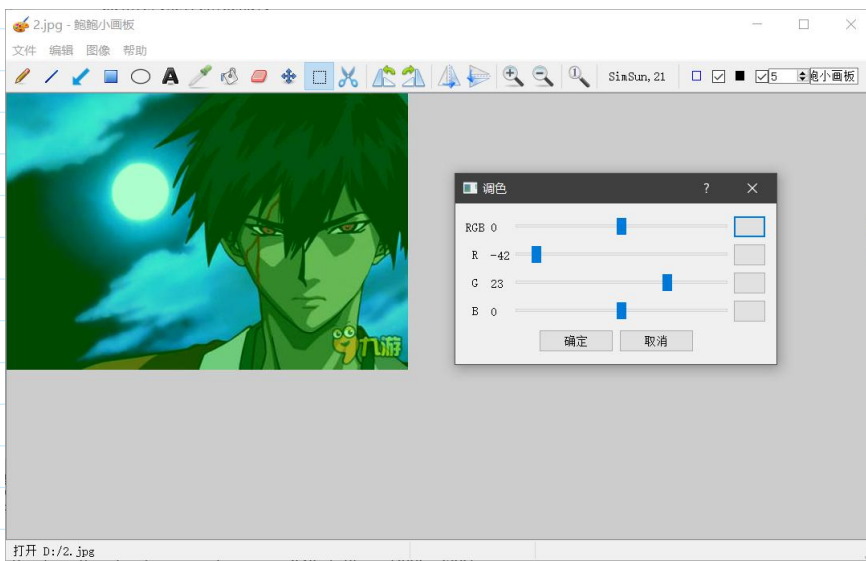 2.jpg - 鲍鲍小画板
文件 编辑 图像 帮助
A 1 SimSun, 21 5 小画板
调色 ?
RGB 0
R -42
G 23
B 0
确定 取消
9九游
打开 D:/2.jpg